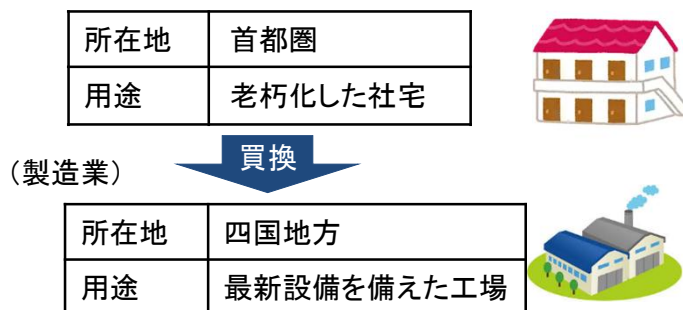 所在地 首都圏
用途 老朽化した社宅
買換
（製造業）
所在地 四国地方
用途 最新設備を備えた工場